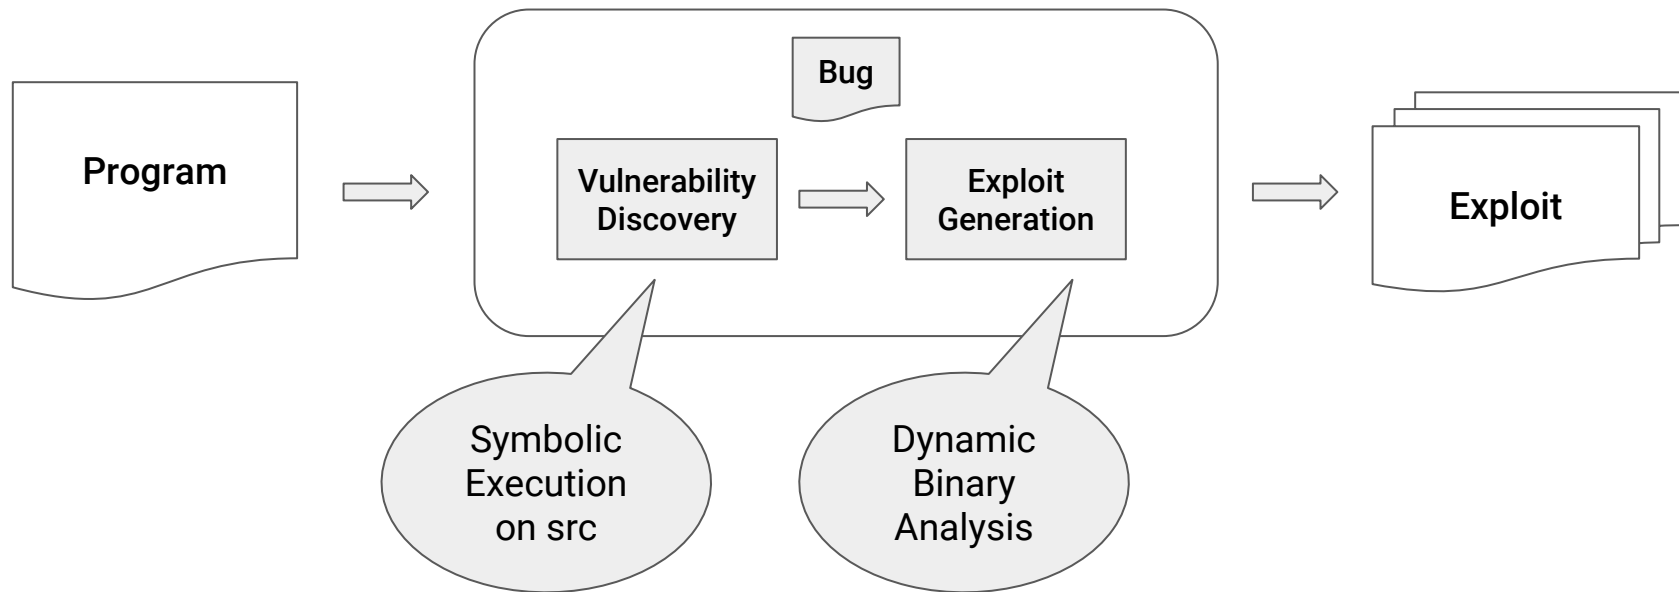 Program
Bug
Vulnerability
Discovery
Exploit
Generation
Exploit
Symbolic
Execution
on src
Dynamic
Binary
Analysis